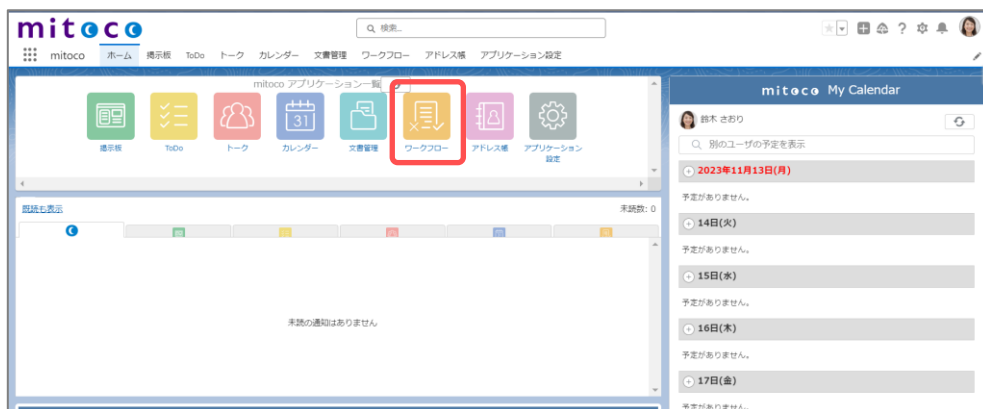 mitoco
検索...
mitoco ホーム 掲示板 ToDo トーク カレンダー 文書管理 ワークフロー アドレス帳 アプリケーション設定
mitoco アプリケーション一覧
31
掲示板 ToDo トーク カレンダー 文書管理 ワークフロー アドレス帳 アプリケーション
設定
既読も表示 未読数: 0
未読の通知はありません
mitoco My Calendar
鈴木 さおり
別のユーザの予定を表示
2023年11月13日(月)
予定がありません。
14日(火)
予定がありません。
15日(水)
予定がありません。
16日(木)
予定がありません。
17日(金)
予定がありません。